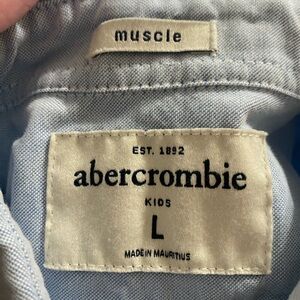 muscle
EST. 1892
abercrombie
KIDS
L
MADE IN MAURITIUS